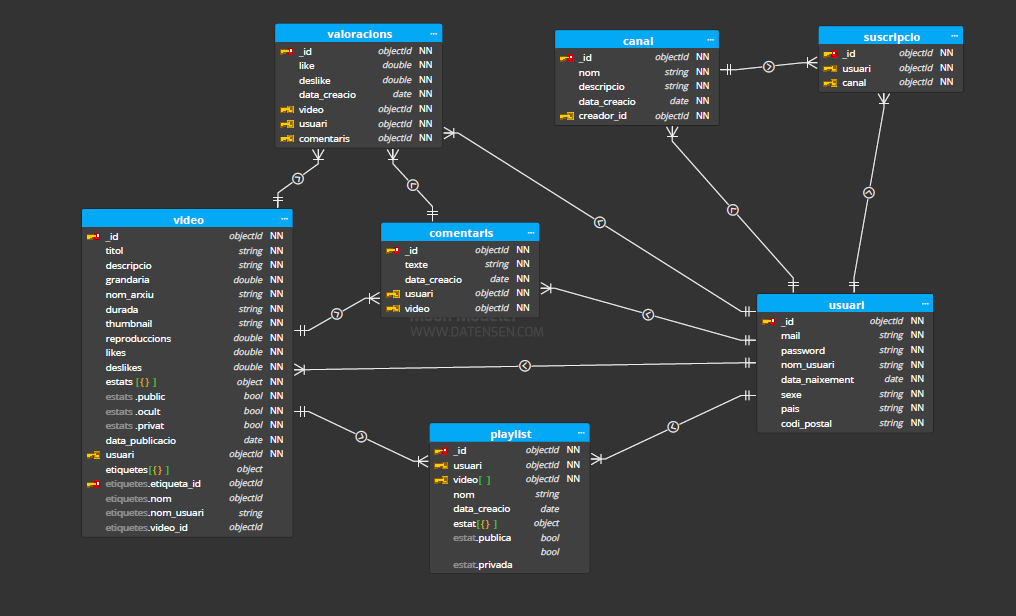 valoracions ...
_id objectId NN
like double NN
deslike double NN
data_creacio date NN
video objectId NN
usuari objectId NN
comentaris objectId NN
canal ...
_id objectId NN
nom string NN
descripcio string NN
data_creacio date NN
creador_id objectId NN
suscripcio ...
_id objectId NN
usuari objectId NN
canal objectId NN
video ...
_id objectId NN
titol string NN
descripcio string NN
grandaria double NN
nom_arxiu string NN
durada string NN
thumbnail string NN
reproduccions double NN
likes double NN
deslikes double NN
estats [{} ] object NN
estats .public bool NN
estats .ocult bool NN
estats .privat bool NN
data_publicacio date NN
usuari objectId NN
etiquetes[{} ] object
etiquetes.etiqueta_id objectId
etiquetes.nom objectId
etiquetes.nom_usuari string
etiquetes.video_id objectId
comentaris ...
_id objectId NN
texte string NN
data_creacio date NN
usuari objectId NN
video objectId NN
WWW.DATENSEN.COM
usuari ...
_id objectId NN
mail string NN
password string NN
nom_usuari string NN
data_naixement date NN
sexe string NN
pais string NN
codi_postal string NN
playlist ...
_id objectId NN
usuari objectId NN
video[ ] objectId NN
nom string
data_creacio date
estat[{} ] object
estat.publica bool
bool
estat.privada